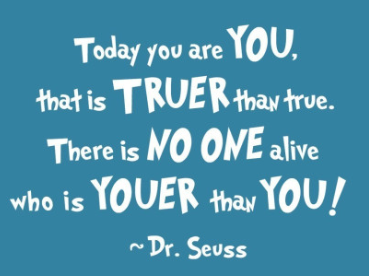 Today you are YOU,
that is TRUER than true.
There is NO ONE alive
who is YOUER than YOU!
~ Dr. Seuss